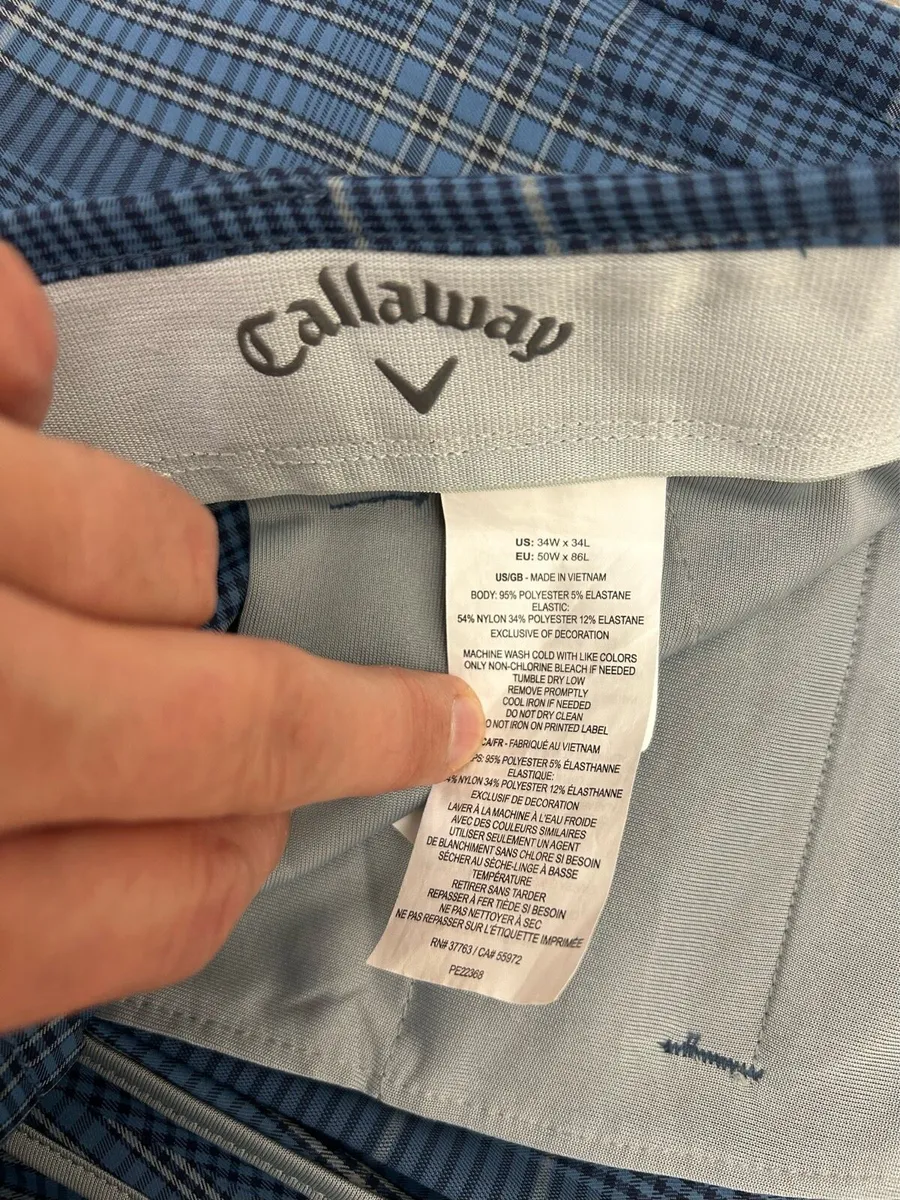 Callaway
US: 34W x 34L
EU: 50W x 86L
US/GB - MADE IN VIETNAM
BODY: 95% POLYESTER 5% ELASTANE
ELASTIC:
54% NYLON 34% POLYESTER 12% ELASTANE
EXCLUSIVE OF DECORATION
MACHINE WASH COLD WITH LIKE COLORS
ONLY NON-CHLORINE BLEACH IF NEEDED
TUMBLE DRY LOW
REMOVE PROMPTLY
COOL IRON IF NEEDED
DO NOT DRY CLEAN
O NOT IRON ON PRINTED LABEL
CA/FR - FABRIQUÉ AU VIETNAM
PS: 95% POLYESTER 5% ÉLASTHANNE
ELASTIQUE:
4% NYLON 34% POLYESTER 12% ÉLASTHANNE
EXCLUSIF DE DECORATION
LAVER À LA MACHINE À L'EAU FROIDE
AVEC DES COULEURS SIMILAIRES
UTILISER SEULEMENT UN AGENT
DE BLANCHIMENT SANS CHLORE SI BESOIN
SÉCHER AU SÈCHE-LINGE À BASSE
TEMPÉRATURE
RETIRER SANS TARDER
REPASSER À FER TIÈDE SI BESOIN
NE PAS NETTOYER À SEC
NE PAS REPASSER SUR L'ÉTIQUETTE IMPRIMÉE
RN# 37763 / CA# 55972
PE22368